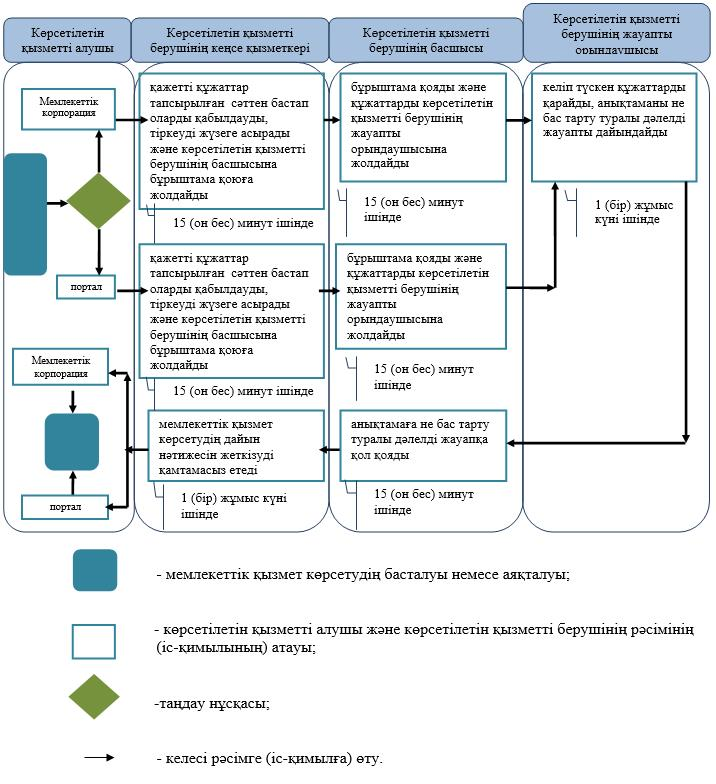 Көрсетілетін
қызметті алушы
Көрсетілетін қызметті
берушінің кеңсе қызметкері
Көрсетілетін қызметті
берушінің басшысы
Көрсетілетін қызметті
берушінің жауапты
орындаушысы
Мемлекеттік
корпорация
қажетті құжаттар
тапсырылған сәттен бастап
оларды қабылдауды,
тіркеуді жүзеге асырады
және көрсетілетін қызметті
берушінің басшысына
бұрыштама қоюға
жолдайды
15 (он бес) минут ішінде
бұрыштама қояды және
құжаттарды көрсетілетін
қызметті берушінің
жауапты
орындаушысына
жолдайды
15 (он бес) минут
ішінде
келіп түскен құжаттарды
қарайды, анықтаманы не
бас тарту туралы дәлелді
жауапты дайындайды
1 (бір) жұмыс
күні ішінде
портал
қажетті құжаттар
тапсырылған сәттен бастап
оларды қабылдауды,
тіркеуді жүзеге асырады
және көрсетілетін қызметті
берушінің басшысына
бұрыштама қоюға
жолдайды
15 (он бес) минут ішінде
бұрыштама қояды және
құжаттарды көрсетілетін
қызметті берушінің
жауапты
орындаушысына
жолдайды
15 (он бес) минут
ішінде
Мемлекеттік
корпорация
мемлекеттік қызмет
көрсетудің дайын
нәтижесін жеткізуді
қамтамасыз етеді
1 (бір) жұмыс күні
ішінде
анықтамаға не бас тарту
туралы дәлелді жауапқа
қол қояды
15 (он бес) минут
ішінде
портал
- мемлекеттік қызмет көрсетудің басталуы немесе аяқталуы;
- көрсетілетін қызметті алушы және көрсетілетін қызметті берушінің рәсімінің
(іс-қимылының) атауы;
-таңдау нұсқасы;
- келесі рәсімге (іс-қимылға) өту.